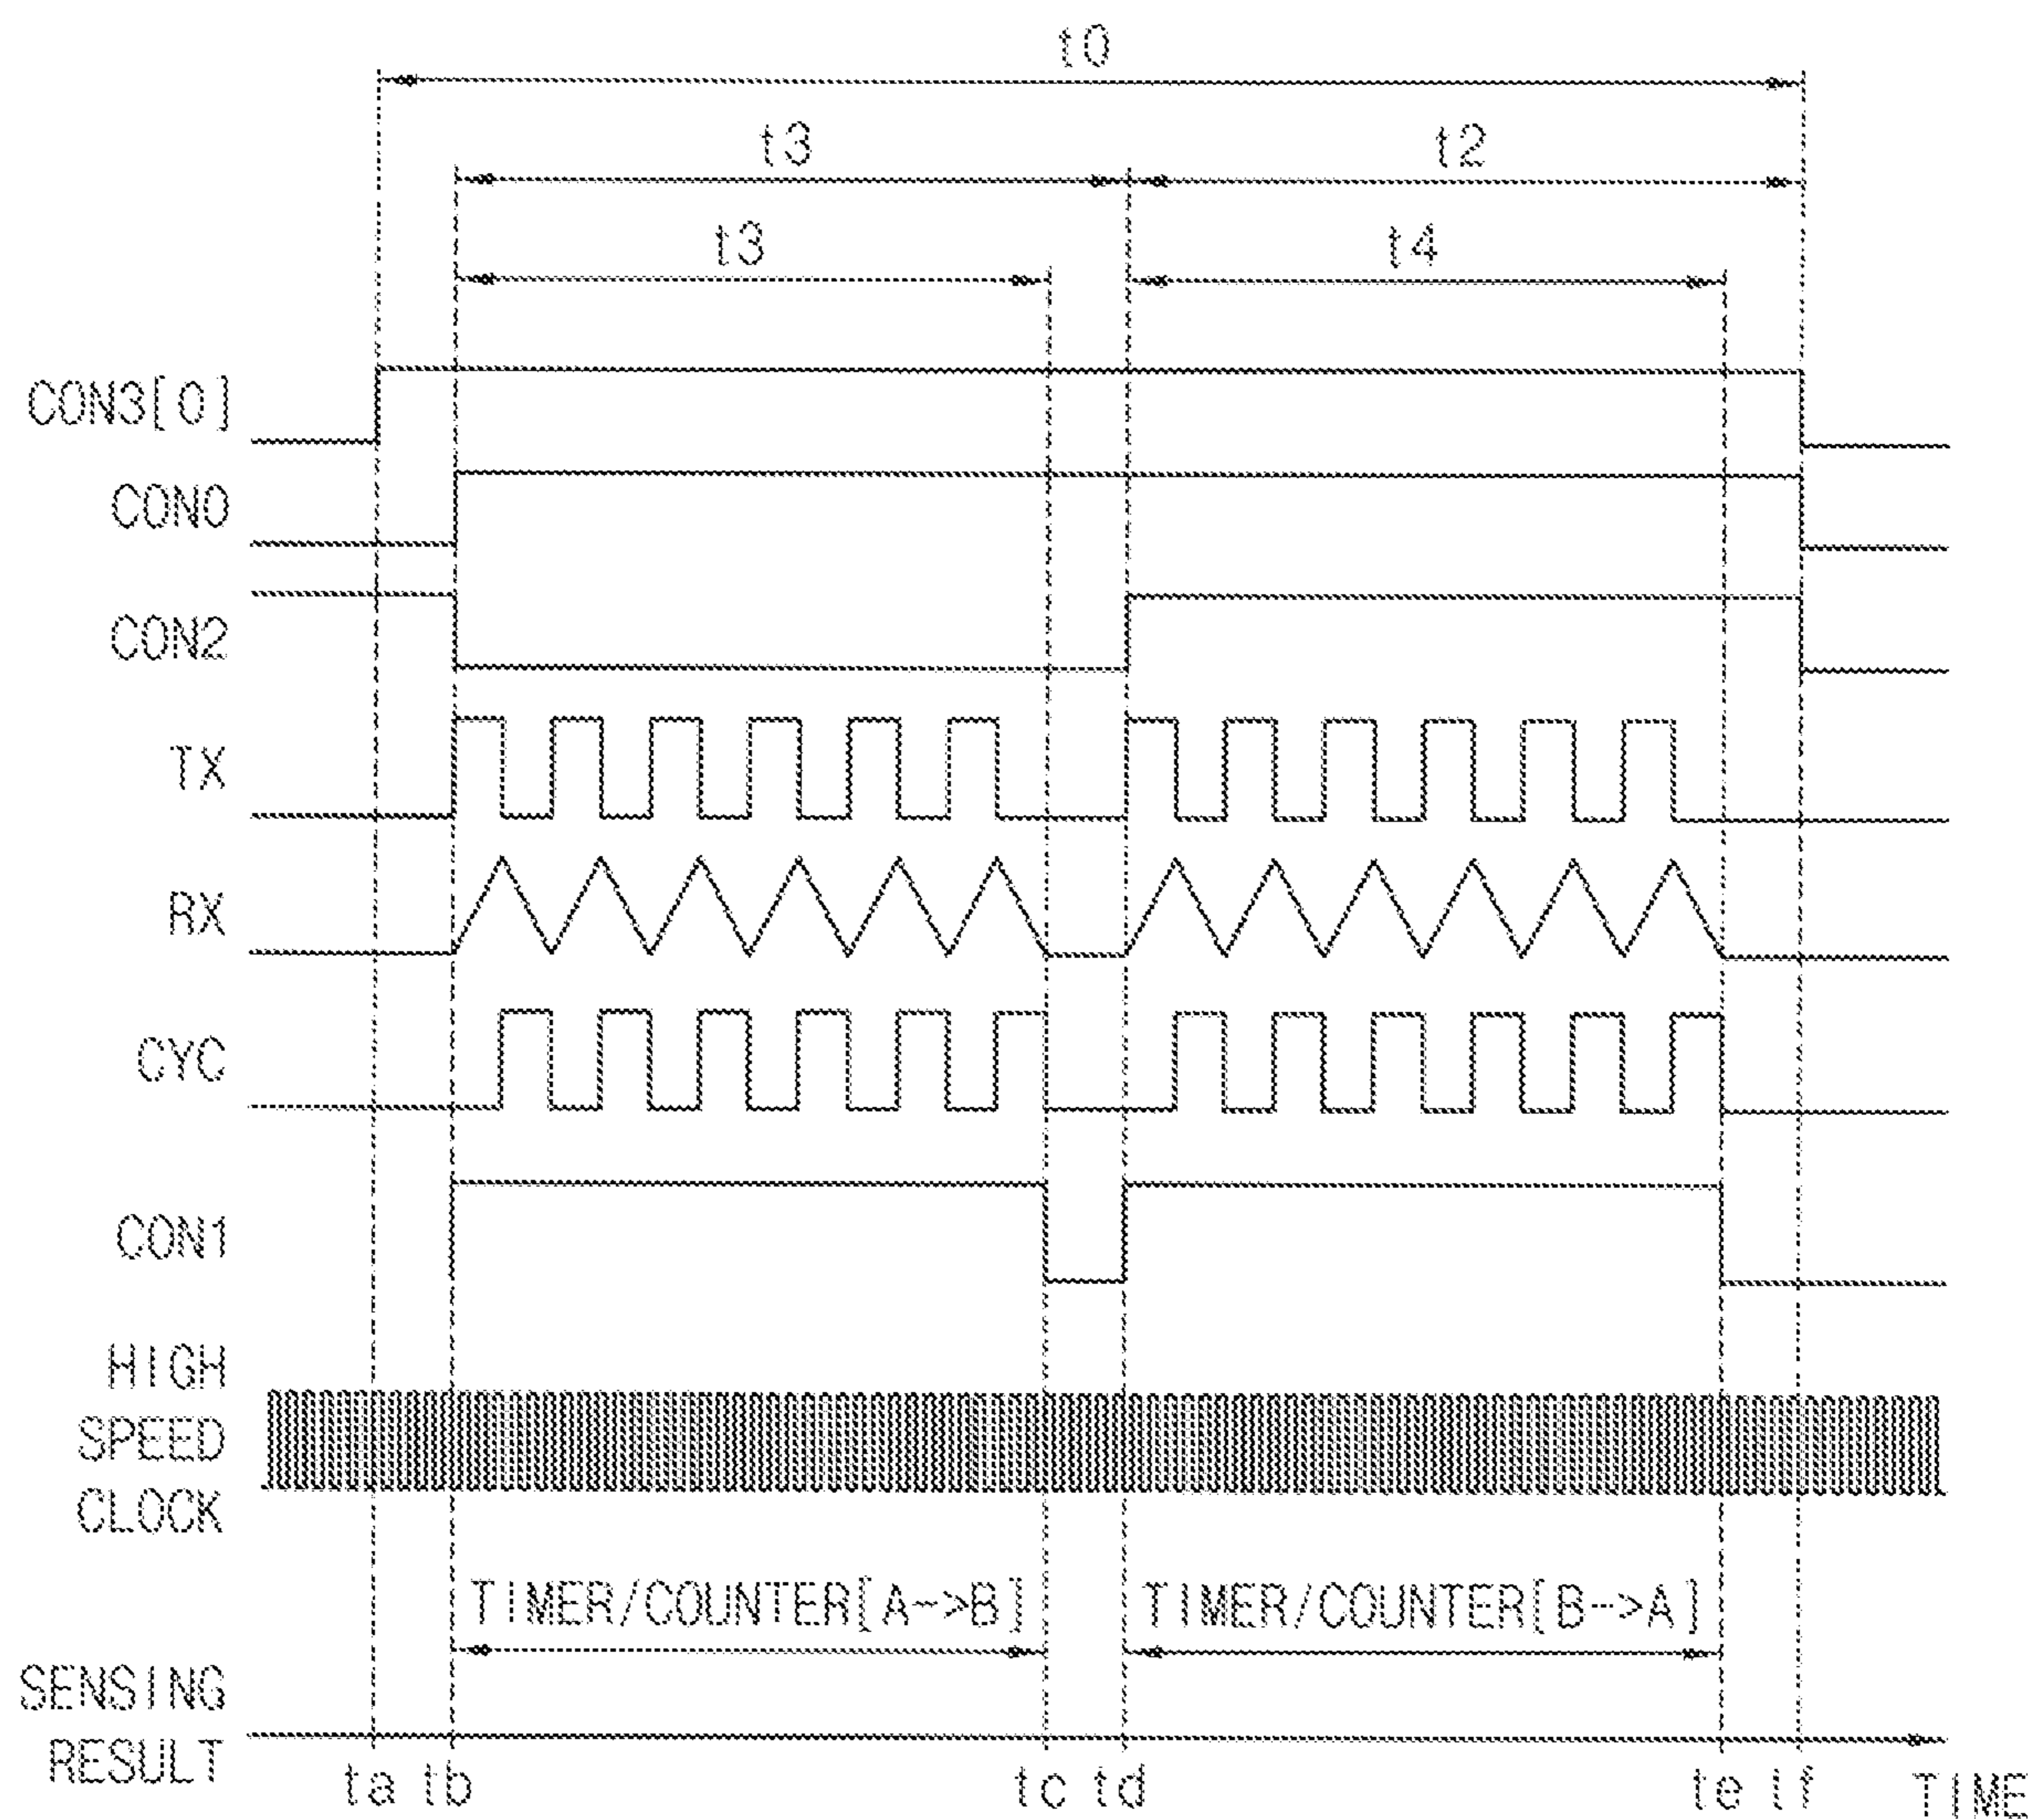 t0
t3 t2
t3 t4
CON3[0]
CON0
CON2
TX
RX
CYC
CON1
HIGH
SPEED
CLOCK
TIMER/COUNTER[A->B] TIMER/COUNTER[B->A]
SENSING
RESULT
ta tb tc td te tf TIME